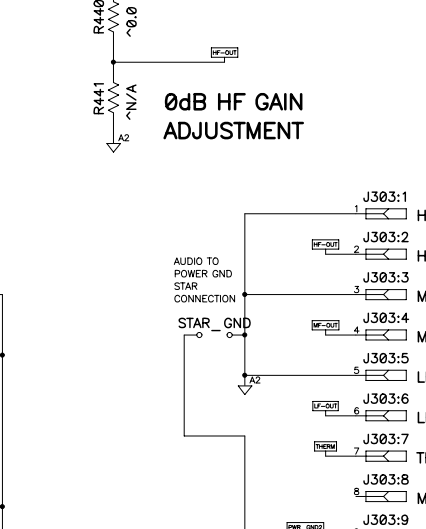 R440
~0.0
HF-OUT
R441
~N/A
A2
0dB HF GAIN
ADJUSTMENT
J303:1
1
H
J303:2
HF-OUT
2
H
AUDIO TO
POWER GND
STAR
CONNECTION
J303:3
3
M
STAR_GND
J303:4
MF-OUT
4
M
J303:5
5
A2
J303:6
LF-OUT
6
J303:7
THERM
7
J303:8
8
M
J303:9
PWR_GND2